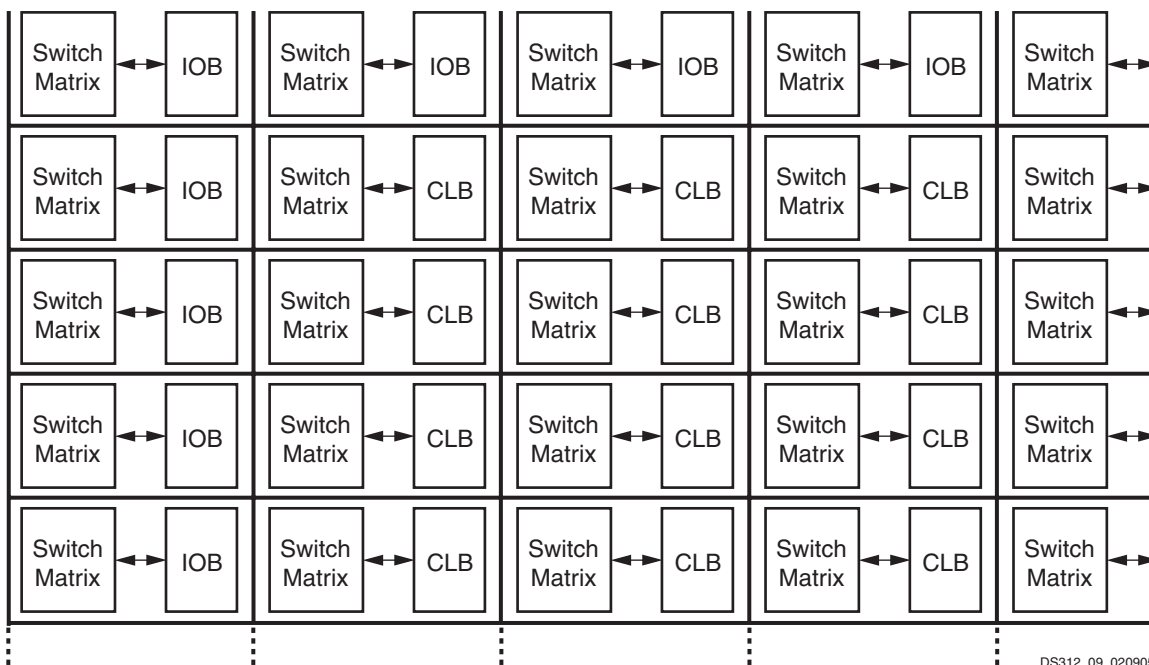 Switch
Matrix
IOB
Switch
Matrix
IOB
Switch
Matrix
IOB
Switch
Matrix
IOB
Switch
Matrix
Switch
Matrix
IOB
Switch
Matrix
CLB
Switch
Matrix
CLB
Switch
Matrix
CLB
Switch
Matrix
Switch
Matrix
IOB
Switch
Matrix
CLB
Switch
Matrix
CLB
Switch
Matrix
CLB
Switch
Matrix
Switch
Matrix
IOB
Switch
Matrix
CLB
Switch
Matrix
CLB
Switch
Matrix
CLB
Switch
Matrix
Switch
Matrix
IOB
Switch
Matrix
CLB
Switch
Matrix
CLB
Switch
Matrix
CLB
Switch
Matrix
DS312_09_020905